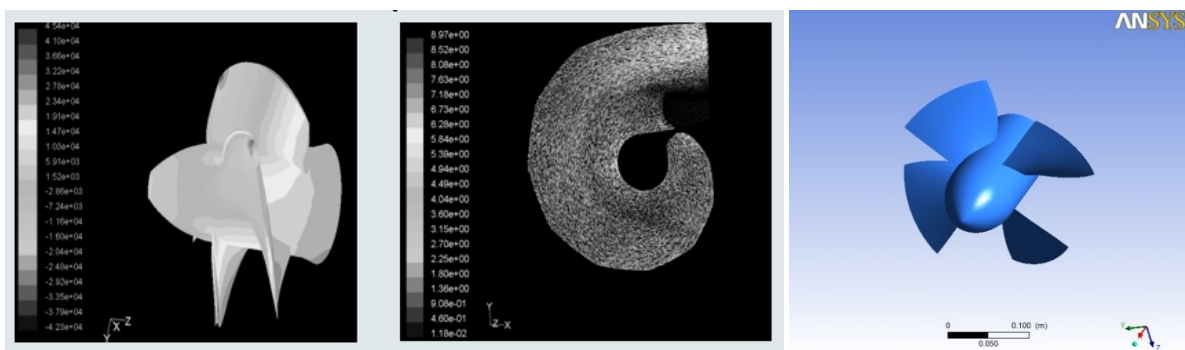 4.54e+04
4.10e+04
3.66e+04
3.22e+04
2.78e+04
2.34e+04
1.91e+04
1.47e+04
1.03e+04
5.91e+03
1.52e+03
-2.86e+03
-7.24e+03
-1.16e+04
-1.60e+04
-2.04e+04
-2.48e+04
-2.92e+04
-3.35e+04
-3.79e+04
-4.23e+04
X Z
Y
8.97e+00
8.52e+00
8.08e+00
7.63e+00
7.18e+00
6.73e+00
6.28e+00
5.84e+00
5.39e+00
4.94e+00
4.49e+00
4.04e+00
3.60e+00
3.15e+00
2.70e+00
2.25e+00
1.80e+00
1.36e+00
9.08e-01
4.60e-01
1.18e-02
Y
Z X
ANSYS
0 0.100 (m)
0.050
Y
Z